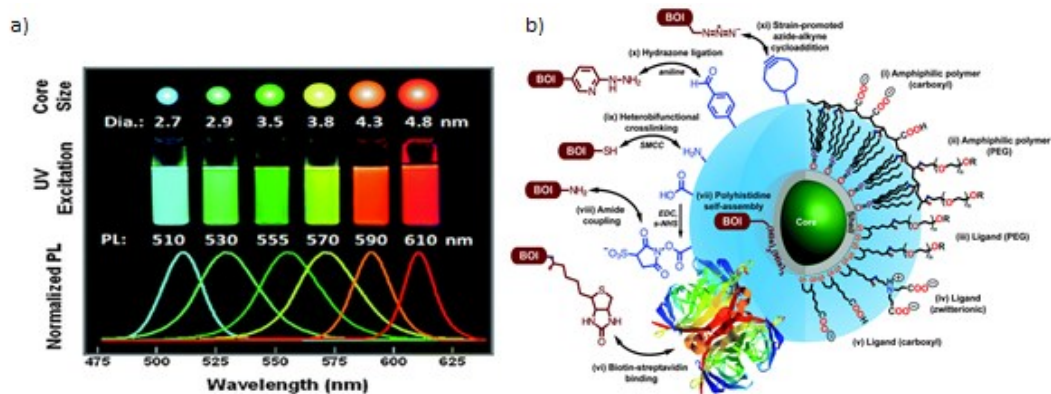 a)
Core Size
Dia.: 2.7 2.9 3.5 3.8 4.3 4.8 nm
UV Excitation
PL: 510 530 555 570 590 610 nm
Normalized PL
475 500 525 550 575 600 625
Wavelength (nm)
b)
BOI
(xi) Strain-promoted
azide-alkyne
cycloaddition
(x) Hydrazone ligation
aniline
BOI
(ix) Heterobifunctional
crosslinking
SMCC
BOI
SH
H₂N
BOI
NH₂
(viii) Amide
coupling
EDC,
s-NHS
(vii) Polyhistidine
self-assembly
BOI
BOI
(vi) Biotin-streptavidin
binding
Core
Shell
(i) Amphiphilic polymer
(carboxyl)
COOH
(ii) Amphiphilic polymer
(PEG)
OR
(iii) Ligand (PEG)
OR
(iv) Ligand
(zwitterionic)
(v) Ligand (carboxyl)